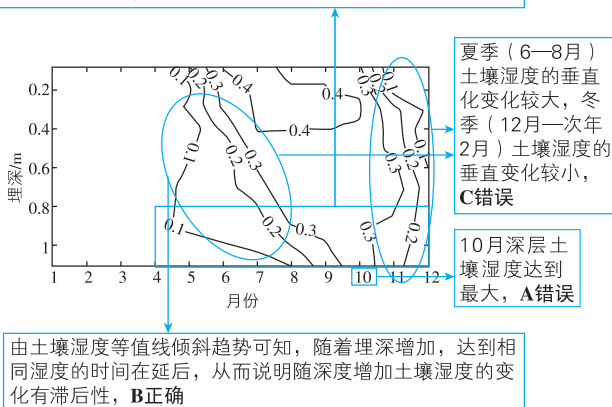 夏季（6—8月）
土壤湿度的垂直
化变化较大，冬
季（12月—次年
2月）土壤湿度的
垂直变化较小，
C错误
0.1
0.2
0.3
0.4
0.4
0.4
0.3
0.2
0.1
0.2
0.4
0.6
0.8
1
埋深/m
0.1
0.2
0.3
0.3
0.2
0.1
0.1
0.2
0.3
0.3
0.2
1 2 3 4 5 6 7 8 9 10 11 12
月份
10月深层土
壤湿度达到
最大，A错误
由土壤湿度等值线倾斜趋势可知，随着埋深增加，达到相
同湿度的时间在延后，从而说明随深度增加土壤湿度的变
化有滞后性，B正确